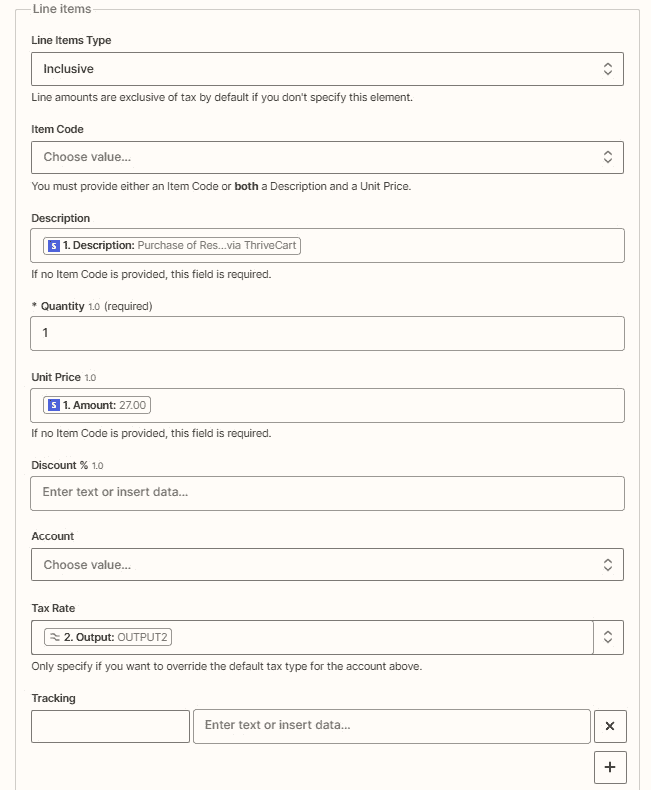 Line items
Line Items Type
Inclusive
Line amounts are exclusive of tax by default if you don't specify this element.
Item Code
Choose value...
You must provide either an Item Code or both a Description and a Unit Price.
Description
S 1. Description: Purchase of Res...via ThriveCart
If no Item Code is provided, this field is required.
* Quantity 1.0 (required)
1
Unit Price 1.0
S 1. Amount: 27.00
If no Item Code is provided, this field is required.
Discount % 1.0
Enter text or insert data...
Account
Choose value...
Tax Rate
2. Output: OUTPUT2
Only specify if you want to override the default tax type for the account above.
Tracking
Enter text or insert data...